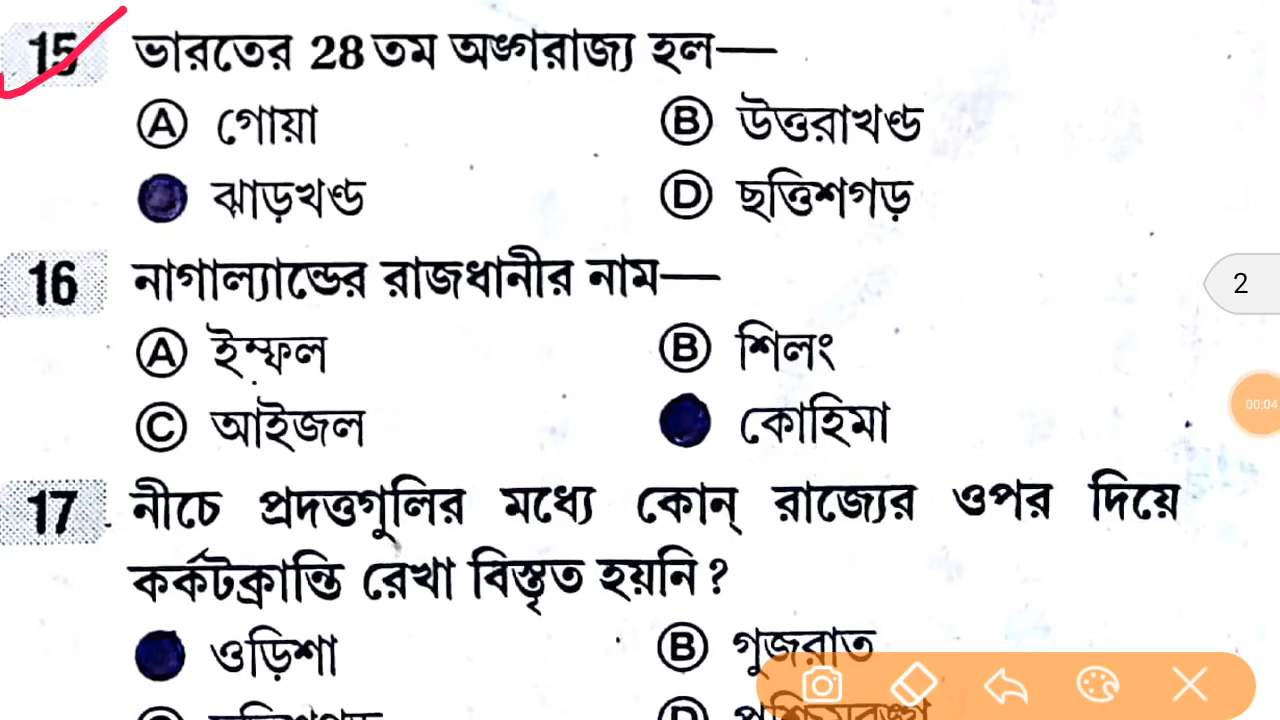 15 ভারতের 28 তম অঙ্গরাজ্য হল—
Ⓐ গোয়া Ⓑ উত্তরাখণ্ড
ঝাড়খণ্ড Ⓓ ছত্তিশগড়
16 নাগাল্যান্ডের রাজধানীর নাম—
Ⓐ ইম্ফল Ⓑ শিলং
Ⓒ আইজল কোহিমা
2
00:04
17 নীচে প্রদত্তগুলির মধ্যে কোন্ রাজ্যের ওপর দিয়ে
কর্কটক্রান্তি রেখা বিস্তৃত হয়নি ?
ওড়িশা Ⓑ গুজরাত